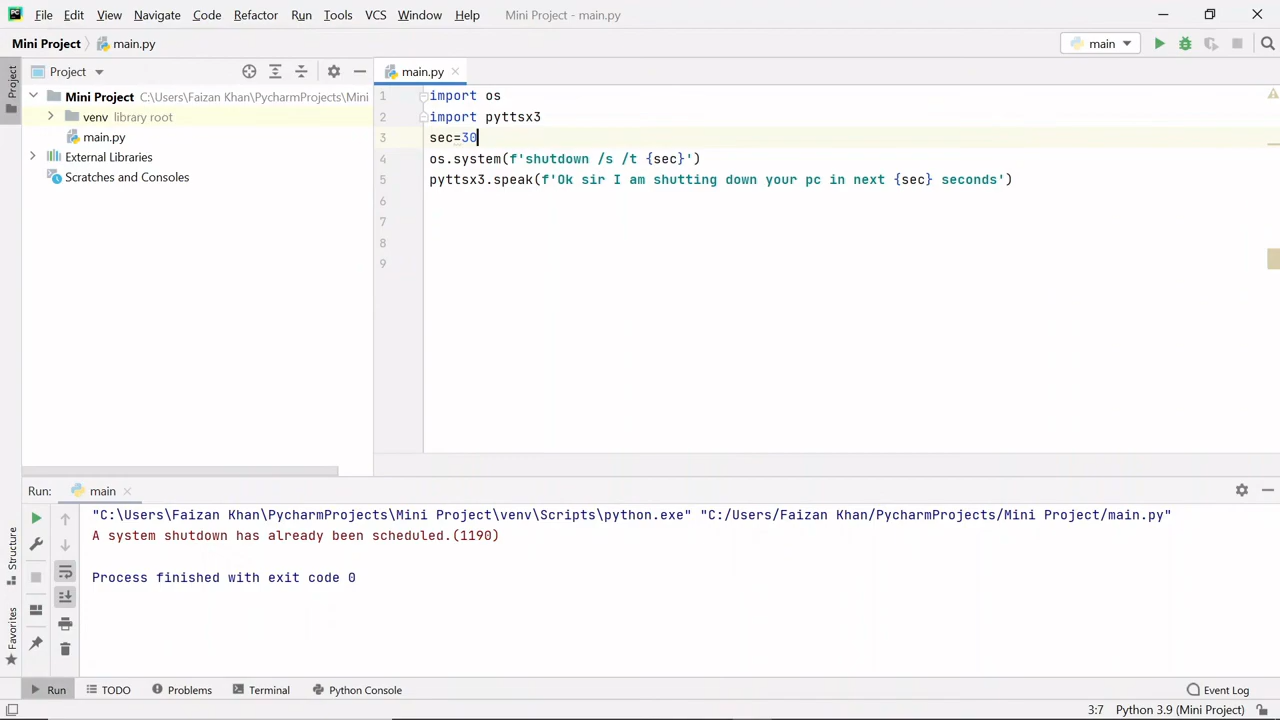 File Edit View Navigate Code Refactor Run Tools VCS Window Help Mini Project - main.py
Mini Project main.py main
Project main.py
Project
Mini Project C:\Users\Faizan Khan\PycharmProjects\Mini
venv library root
main.py
External Libraries
Scratches and Consoles
1 import os
2 import pyttsx3
3 sec=30
4 os.system(f'shutdown /s /t {sec}')
5 pyttsx3.speak(f'Ok sir I am shutting down your pc in next {sec} seconds')
6
7
8
9
Run: main
"C:\Users\Faizan Khan\PycharmProjects\Mini Project\venv\Scripts\python.exe" "C:/Users/Faizan Khan/PycharmProjects/Mini Project/main.py"
A system shutdown has already been scheduled.(1190)
Process finished with exit code 0
Structure
Favorites
Run TODO Problems Terminal Python Console Event Log
3:7 Python 3.9 (Mini Project)